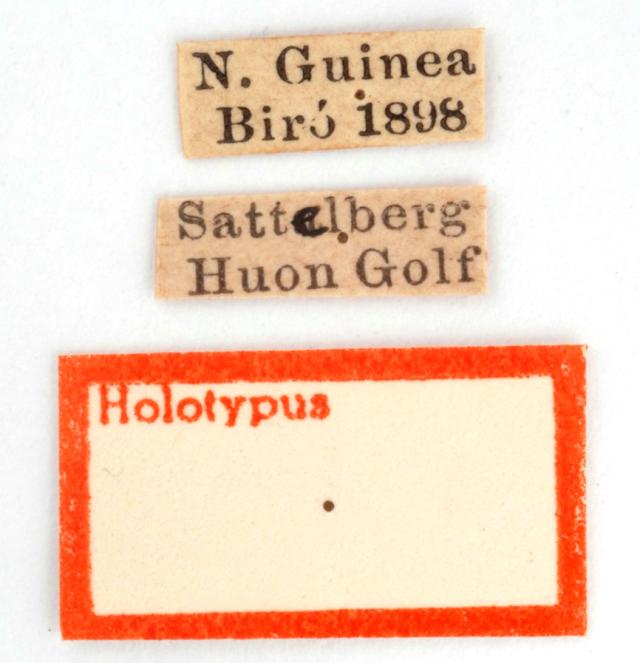 N. Guinea
Biró 1898
Sattelberg
Huon Golf
Holotypus